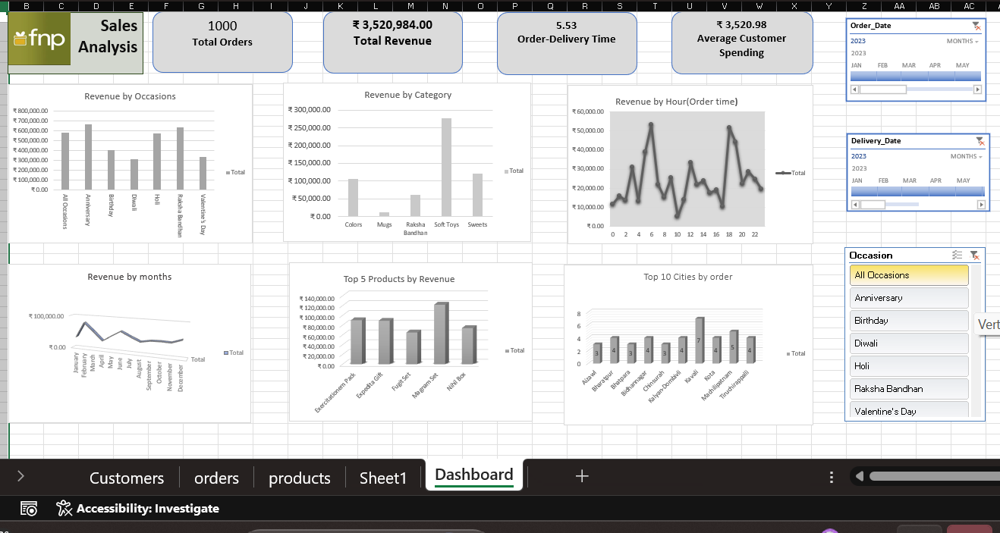 B C D E F G H I J K L M N O P Q R S T U V W X Y Z AA AB AC
fnp
Sales
Analysis
1000
Total Orders
₹ 3,520,984.00
Total Revenue
5.53
Order-Delivery Time
₹ 3,520.98
Average Customer
Spending
Order_Date
2023 MONTHS
2023
JAN FEB MAR APR MAY
Revenue by Occasions
₹ 800,000.00
₹ 700,000.00
₹ 600,000.00
₹ 500,000.00
₹ 400,000.00
₹ 300,000.00
₹ 200,000.00
₹ 100,000.00
₹ 0.00
All Occasions
Anniversary
Birthday
Diwali
Holi
Raksha Bandhan
Valentine's Day
Total
Revenue by Category
₹ 300,000.00
₹ 250,000.00
₹ 200,000.00
₹ 150,000.00
₹ 100,000.00
₹ 50,000.00
₹ 0.00
Colors Mugs Raksha Soft Toys Sweets
Bandhan
Total
Revenue by Hour(Order time)
₹ 60,000.00
₹ 50,000.00
₹ 40,000.00
₹ 30,000.00
₹ 20,000.00
₹ 10,000.00
₹ 0.00
0 2 4 6 8 10 12 14 16 18 20 22
Total
Delivery_Date
2023 MONTHS
2023
JAN FEB MAR APR MAY
Revenue by months
₹ 100,000.00
₹ 0.00
January
February
March
April
May
June
July
August
September
October
November
December
Total
Total
Top 5 Products by Revenue
₹ 140,000.00
₹ 120,000.00
₹ 100,000.00
₹ 80,000.00
₹ 60,000.00
₹ 40,000.00
₹ 20,000.00
₹ 0.00
Exercitationem Pack
Expedita Gift
Fugit Set
Magnam Set
Nihil Box
Total
Top 10 Cities by order
8
6
4
2
0
3 4 3 4 3 4 7 4 5 4
Aizawl
Bharatpur
Bhatpara
Bidhannagar
Chinsurah
Kalyan-Dombivli
Kavali
Kota
Machilipatnam
Tiruchirappalli
Total
Occasion
All Occasions
Anniversary
Birthday
Diwali
Holi
Raksha Bandhan
Valentine's Day
Vert
Customers orders products Sheet1 Dashboard
Accessibility: Investigate